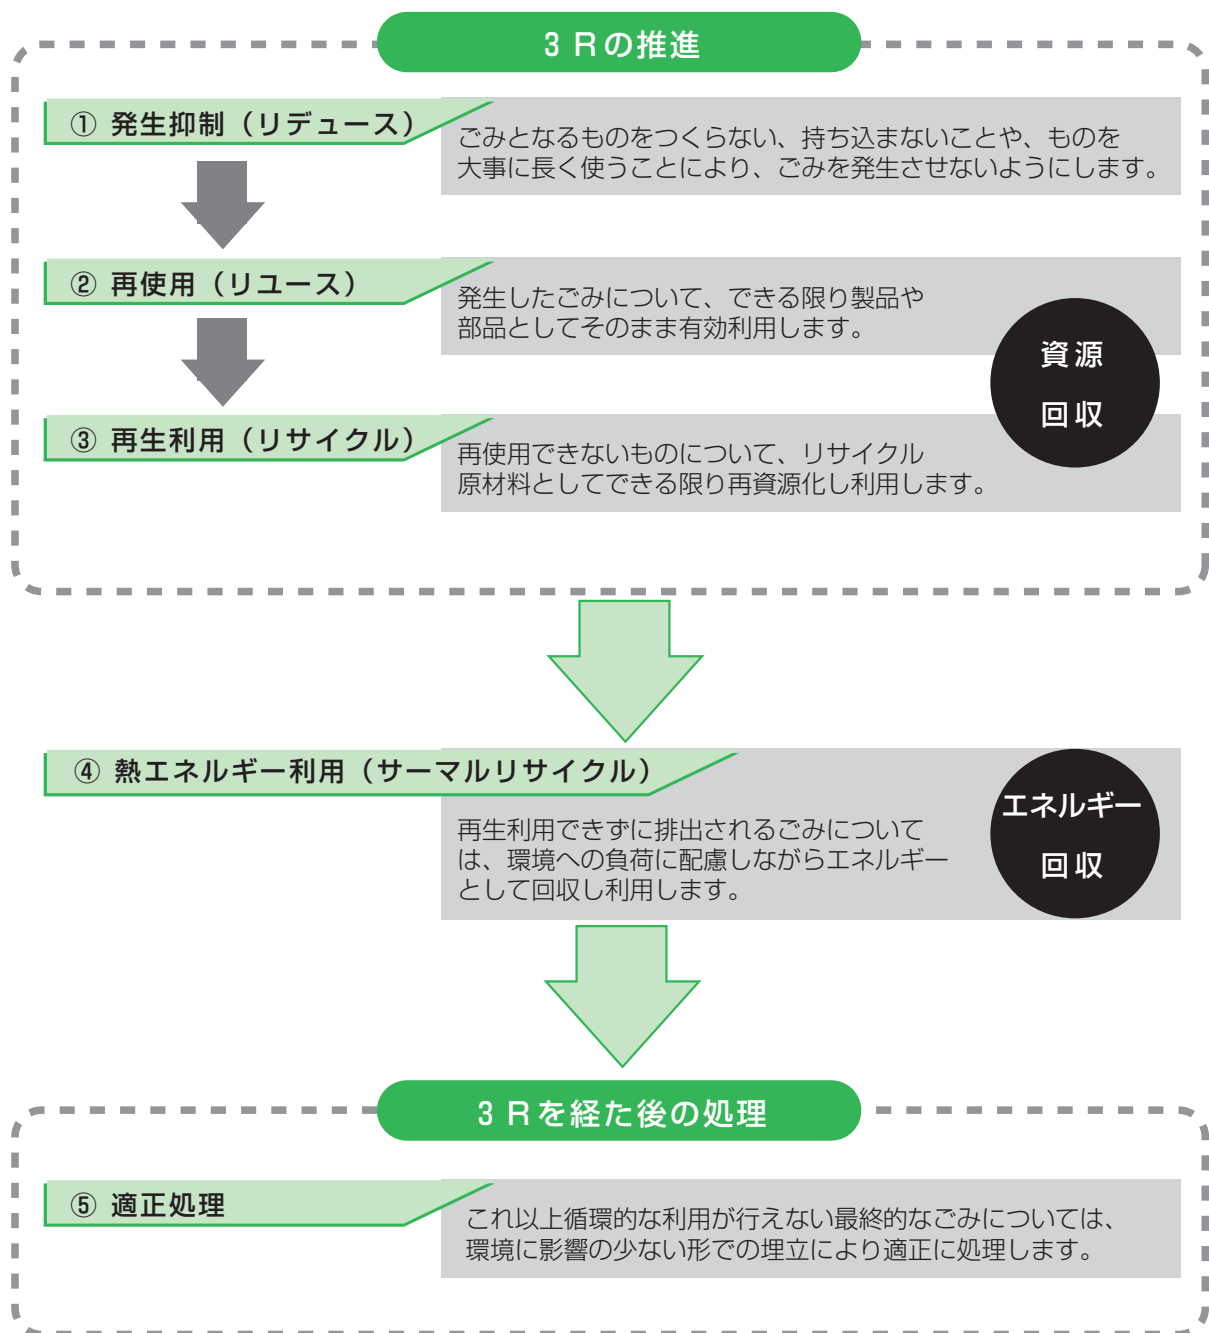 3Rの推進
① 発生抑制（リデュース）
ごみとなるものをつくらない、持ち込まないことや、ものを
大事に長く使うことにより、ごみを発生させないようにします。
② 再使用（リユース）
発生したごみについて、できる限り製品や
部品としてそのまま有効利用します。
資源
回収
③ 再生利用（リサイクル）
再使用できないものについて、リサイクル
原材料としてできる限り再資源化し利用します。
④ 熱エネルギー利用（サーマルリサイクル）
再生利用できずに排出されるごみについて
は、環境への負荷に配慮しながらエネルギー
として回収し利用します。
エネルギー
回収
3Rを経た後の処理
⑤ 適正処理
これ以上循環的な利用が行えない最終的なごみについては、
環境に影響の少ない形での埋立により適正に処理します。